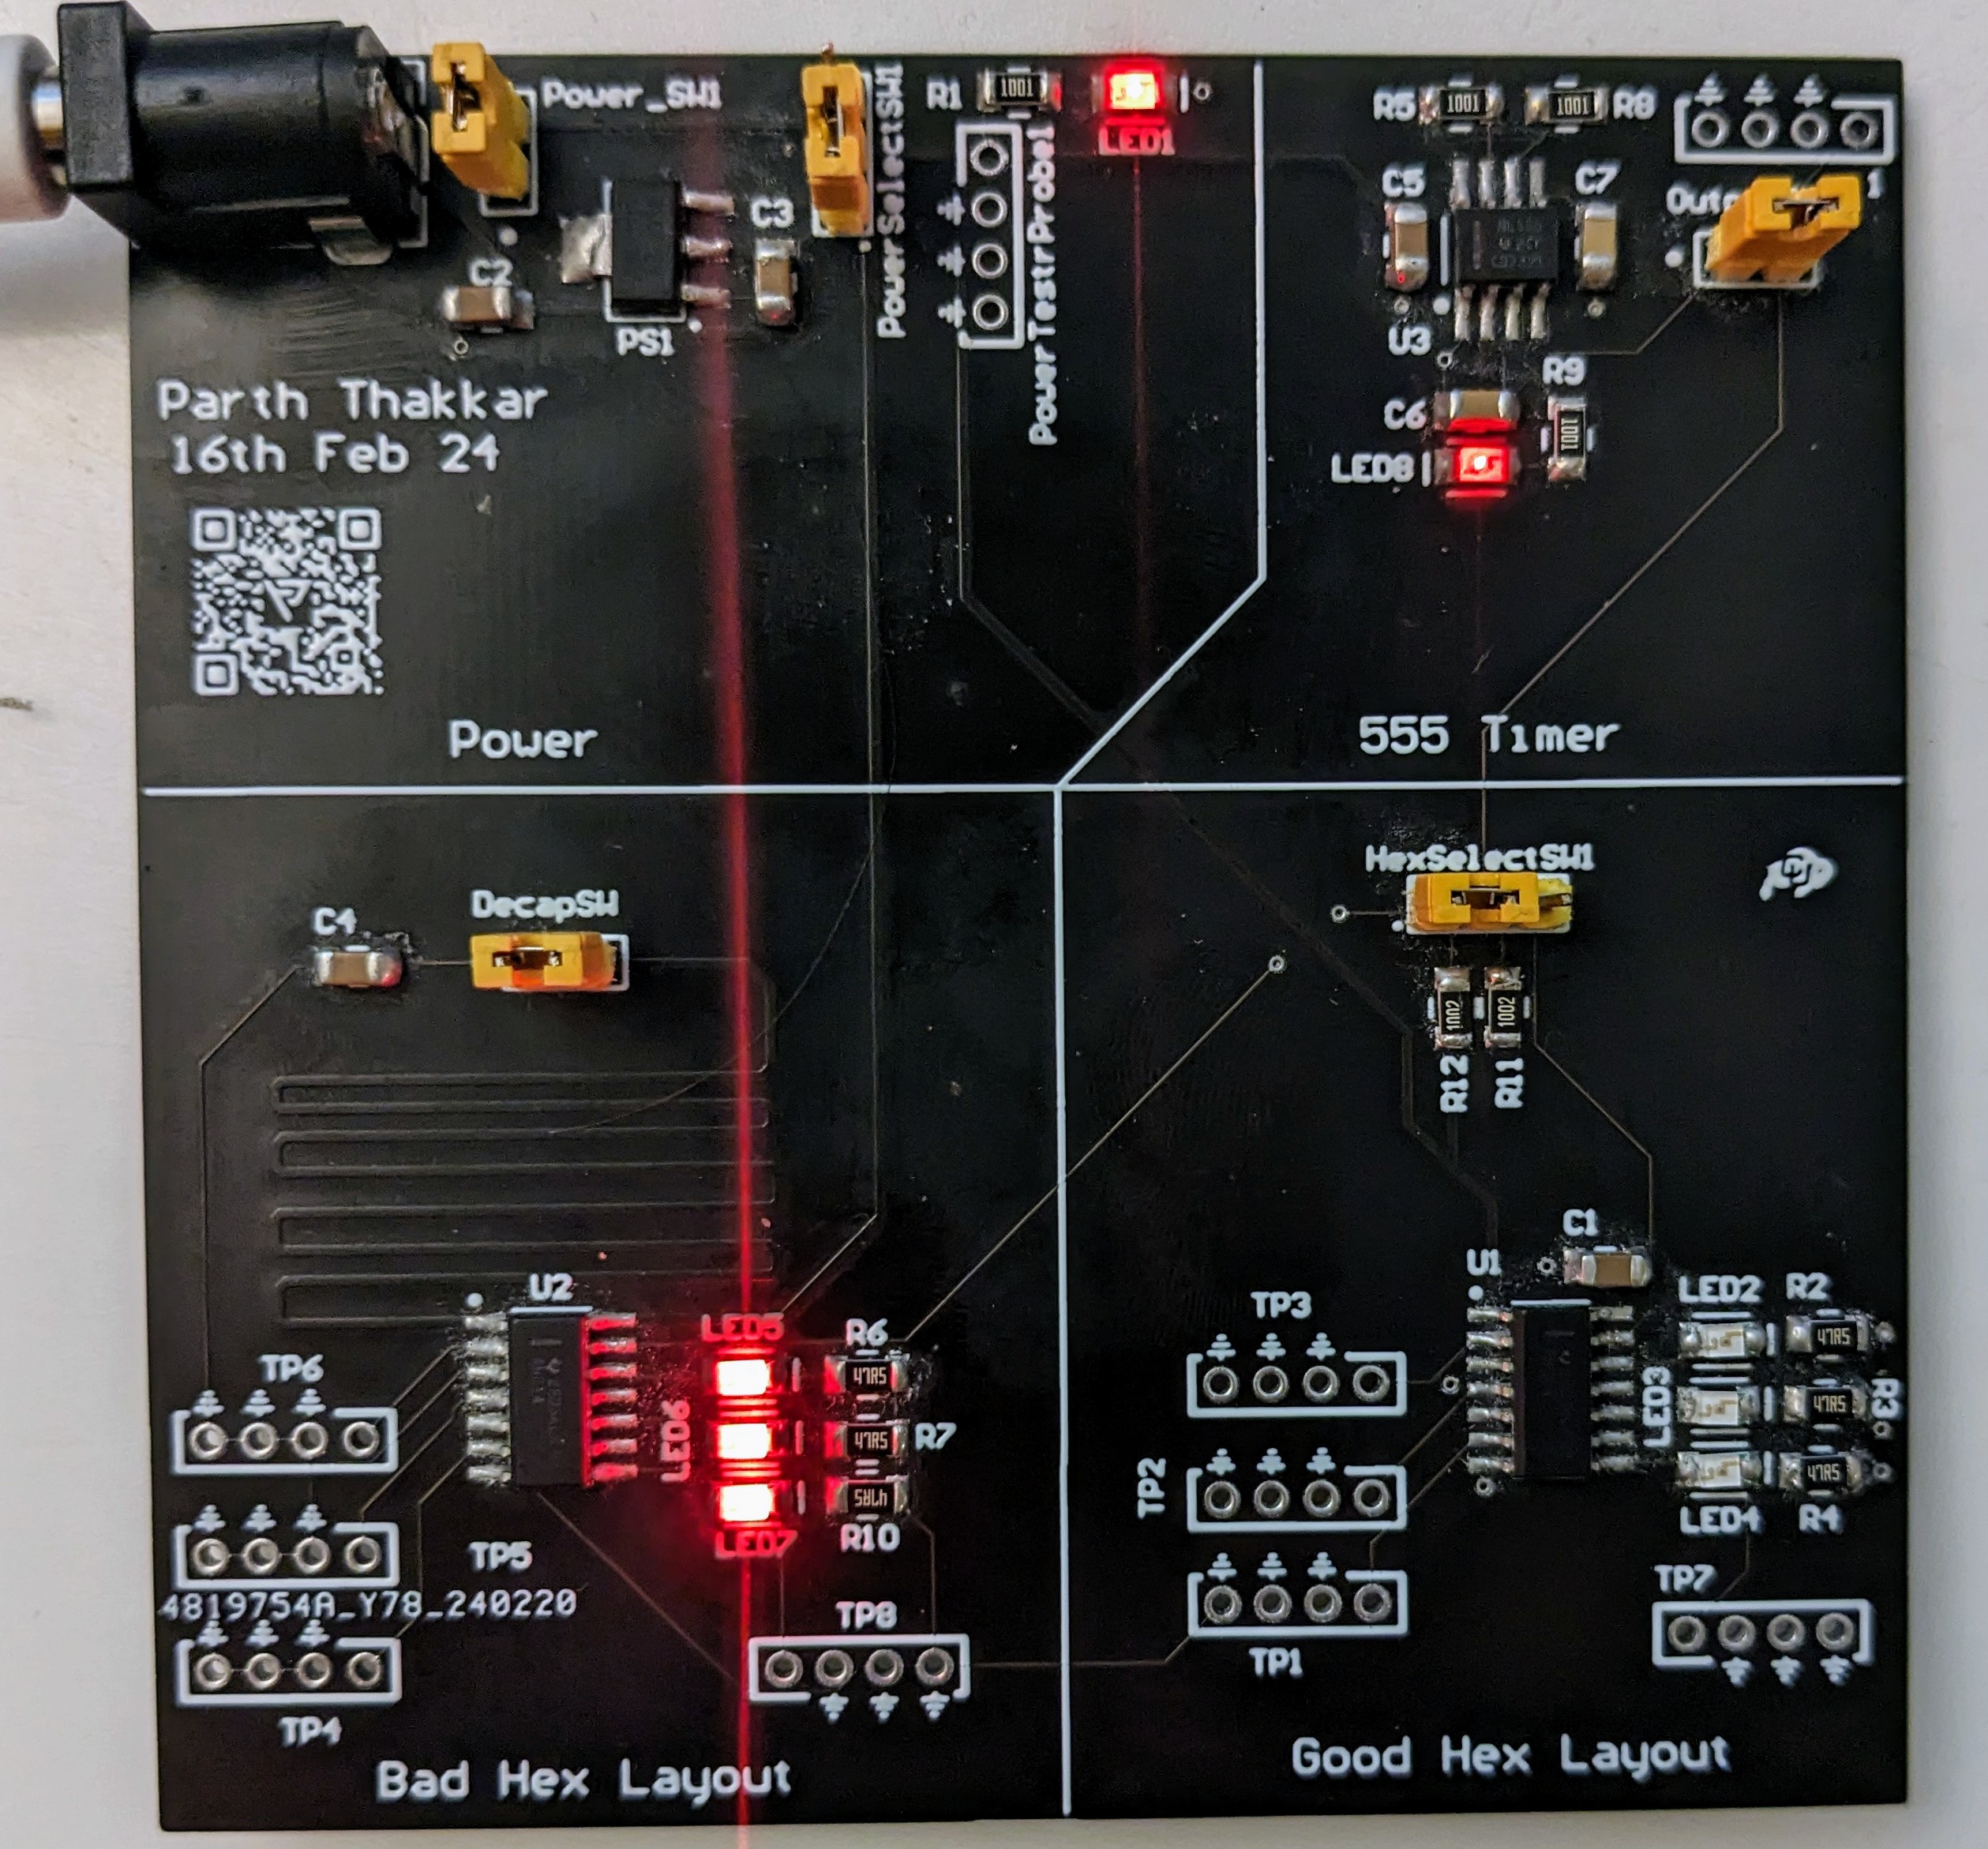 Power_SW1
R1
1001
LED1
PowerSelectSW1
PowerTestrProbe1
R5
1001
1001
R8
C5
C7
1
C3
C2
PS1
U3
R9
1001
C6
LED8
Parth Thakkar
16th Feb 24
Power
555 Timer
HexSelectSW1
C4
DecapSW
1002
1002
R12
R11
U2
LED5
R6
47R5
LED6
47R5
R7
47R5
LED7
R10
TP6
TP5
4819754A_Y78_240220
TP4
TP8
Bad Hex Layout
C1
U1
LED2
R2
TP3
47R5
LED3
47R5
R3
TP2
47R5
LED4
R4
TP7
TP1
Good Hex Layout